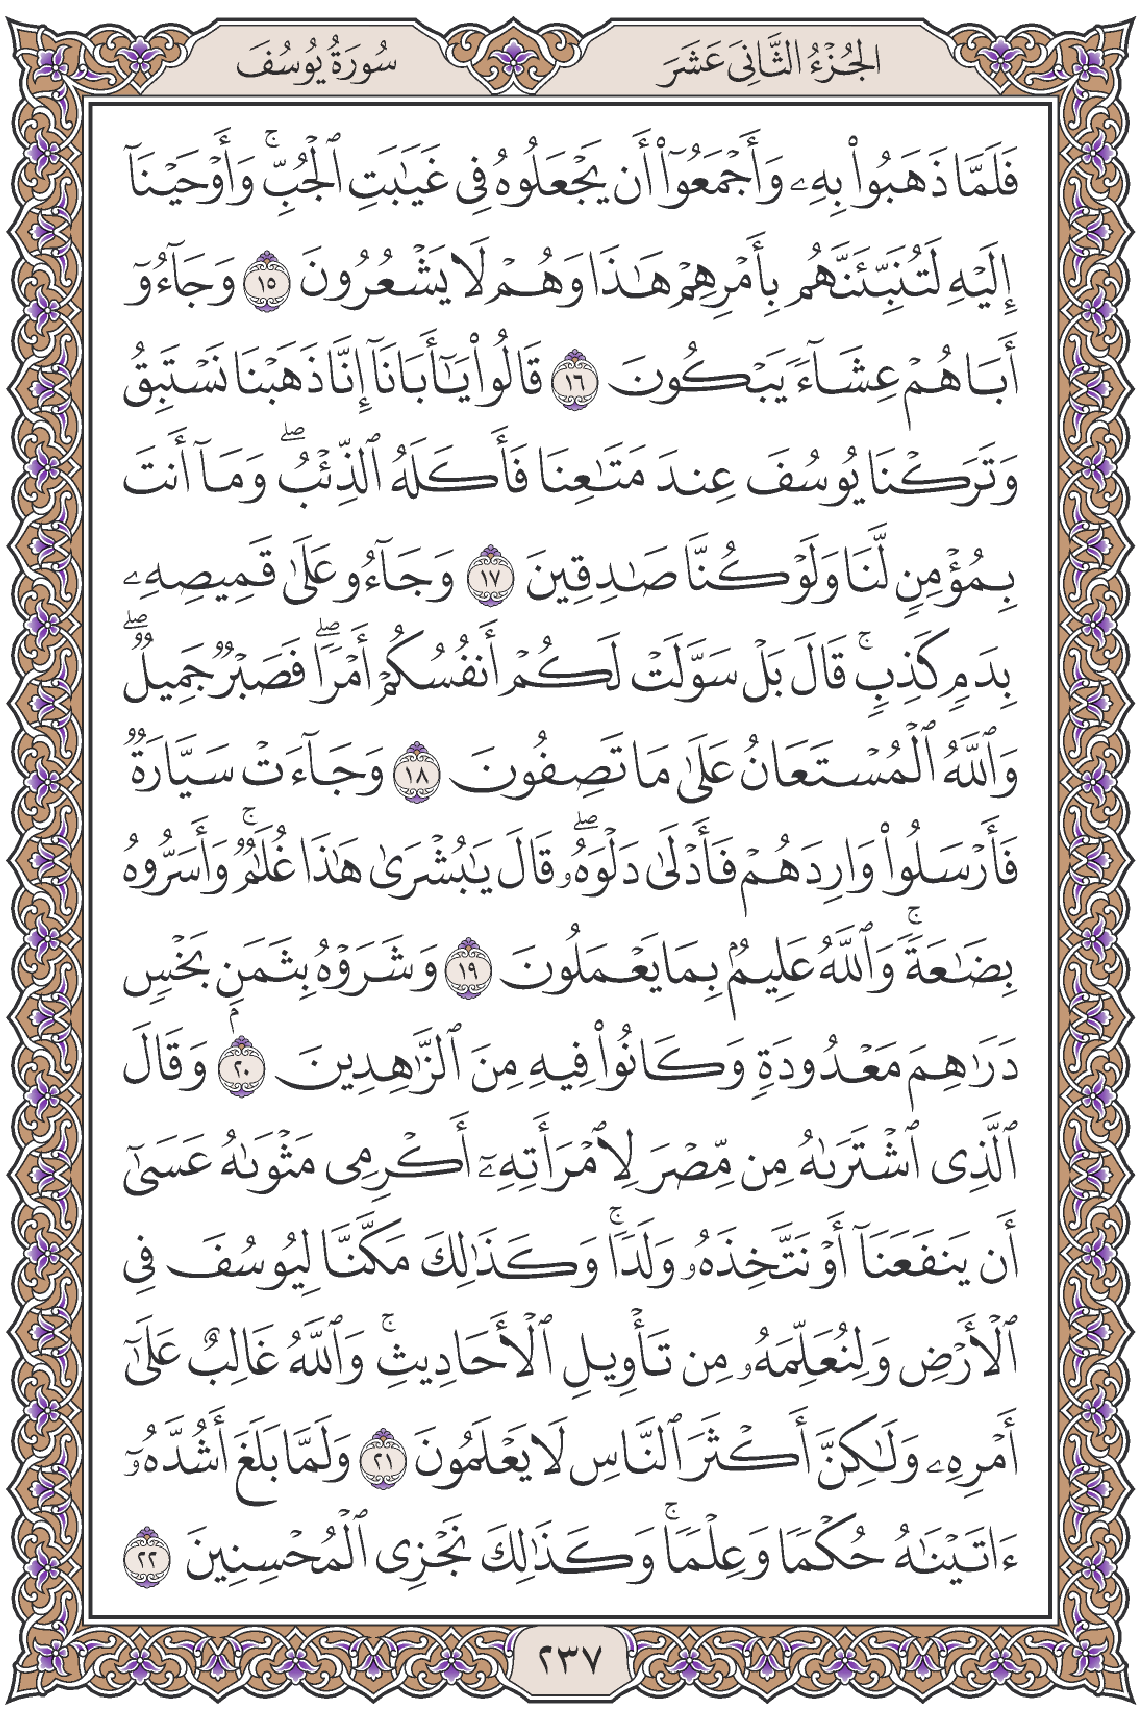 الجُزْءُ الثَّانِيَ عَشَرَ
سُورَةُ يُوسُفَ
فَلَمَّا ذَهَبُوا۟ بِهِۦ وَأَجْمَعُوٓا۟ أَن يَجْعَلُوهُ فِى غَيَـٰبَتِ ٱلْجُبِّ ۚ وَأَوْحَيْنَآ
إِلَيْهِ لَتُنَبِّئَنَّهُم بِأَمْرِهِمْ هَـٰذَا وَهُمْ لَا يَشْعُرُونَ ١٥ وَجَآءُوٓ
أَبَاهُمْ عِشَآءً يَبْكُونَ ١٦ قَالُوا۟ يَـٰٓأَبَانَآ إِنَّا ذَهَبْنَا نَسْتَبِقُ
وَتَرَكْنَا يُوسُفَ عِندَ مَتَـٰعِنَا فَأَكَلَهُ ٱلذِّئْبُ ۖ وَمَآ أَنتَ
بِمُؤْمِنٍ لَّنَا وَلَوْ كُنَّا صَـٰدِقِينَ ١٧ وَجَآءُو عَلَىٰ قَمِيصِهِۦ
بِدَمٍ كَذِبٍ ۚ قَالَ بَلْ سَوَّلَتْ لَكُمْ أَنفُسُكُمْ أَمْرًا ۖ فَصَبْرٌ جَمِيلٌ ۖ
وَٱللَّهُ ٱلْمُسْتَعَانُ عَلَىٰ مَا تَصِفُونَ ١٨ وَجَآءَتْ سَيَّارَةٌ
فَأَرْسَلُوا۟ وَارِدَهُمْ فَأَدْلَىٰ دَلْوَهُۥ ۖ قَالَ يَـٰبُشْرَىٰ هَـٰذَا غُلَـٰمٌ ۚ وَأَسَرُّوهُ
بِضَـٰعَةً ۚ وَٱللَّهُ عَلِيمٌۢ بِمَا يَعْمَلُونَ ١٩ وَشَرَوْهُ بِثَمَنٍۭ بَخْسٍ
دَرَٰهِمَ مَعْدُودَةٍ وَكَانُوا۟ فِيهِ مِنَ ٱلزَّٰهِدِينَ ٢٠ وَقَالَ
ٱلَّذِى ٱشْتَرَىٰهُ مِن مِّصْرَ لِٱمْرَأَتِهِۦٓ أَكْرِمِى مَثْوَىٰهُ عَسَىٰٓ
أَن يَنفَعَنَآ أَوْ نَتَّخِذَهُۥ وَلَدًا ۚ وَكَذَٰلِكَ مَكَّنَّا لِيُوسُفَ فِى
ٱلْأَرْضِ وَلِنُعَلِّمَهُۥ مِن تَأْوِيلِ ٱلْأَحَادِيثِ ۚ وَٱللَّهُ غَالِبٌ عَلَىٰٓ
أَمْرِهِۦ وَلَـٰكِنَّ أَكْثَرَ ٱلنَّاسِ لَا يَعْلَمُونَ ٢١ وَلَمَّا بَلَغَ أَشُدَّهُۥٓ
ءَاتَيْنَـٰهُ حُكْمًا وَعِلْمًا ۚ وَكَذَٰلِكَ نَجْزِى ٱلْمُحْسِنِينَ ٢٢
٢٣٧